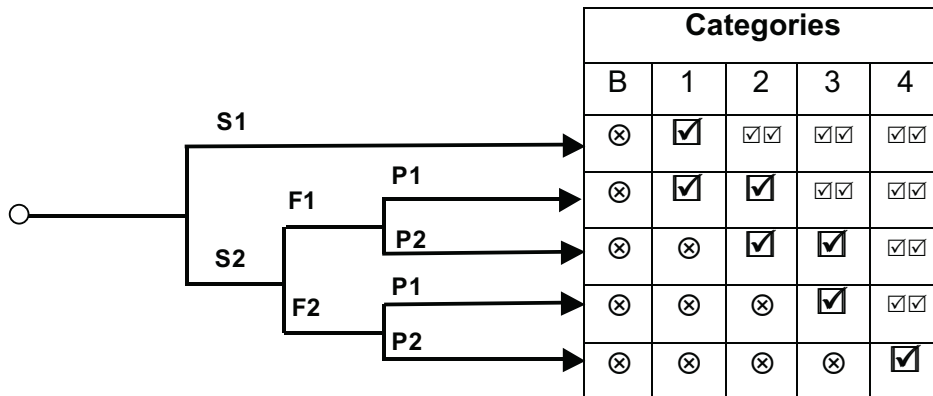 Categories
B 1 2 3 4
S1 ⊗ ☑ ☑☑ ☑☑ ☑☑
F1 P1 ⊗ ☑ ☑ ☑☑ ☑☑
S2 P2 ⊗ ⊗ ☑ ☑ ☑☑
F2 P1 ⊗ ⊗ ⊗ ☑ ☑☑
P2 ⊗ ⊗ ⊗ ⊗ ☑